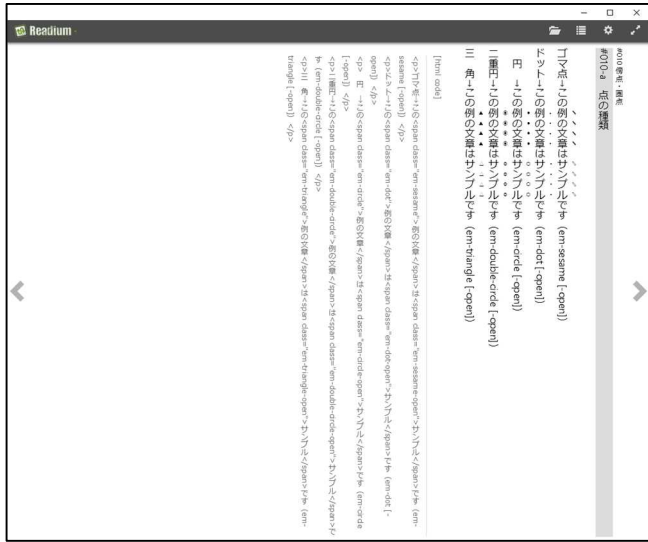 Readium
#010 傍点・圏点
#010-a　点の種類
ゴマ点→この例の文章はサンプルです（em-sesame [-open]）
ドット→この例の文章はサンプルです（em-dot [-open]）
　円　→この例の文章はサンプルです（em-circle [-open]）
二重円→この例の文章はサンプルです（em-double-circle [-open]）
三　角→この例の文章はサンプルです（em-triangle [-open]）
[html code]
<p>ゴマ点→この<span class="em-sesame">例の文章</span>は<span class="em-sesame-open">サンプル</span>です（em-
sesame [-open]）</p>
<p>ドット→この<span class="em-dot">例の文章</span>は<span class="em-dot-open">サンプル</span>です（em-dot [-
open]）</p>
<p>　円　→この<span class="em-circle">例の文章</span>は<span class="em-circle-open">サンプル</span>です（em-circle
[-open]）</p>
<p>二重円→この<span class="em-double-circle">例の文章</span>は<span class="em-double-circle-open">サンプル</span>で
す（em-double-circle [-open]）</p>
<p>三　角→この<span class="em-triangle">例の文章</span>は<span class="em-triangle-open">サンプル</span>です（em-
triangle [-open]）</p>